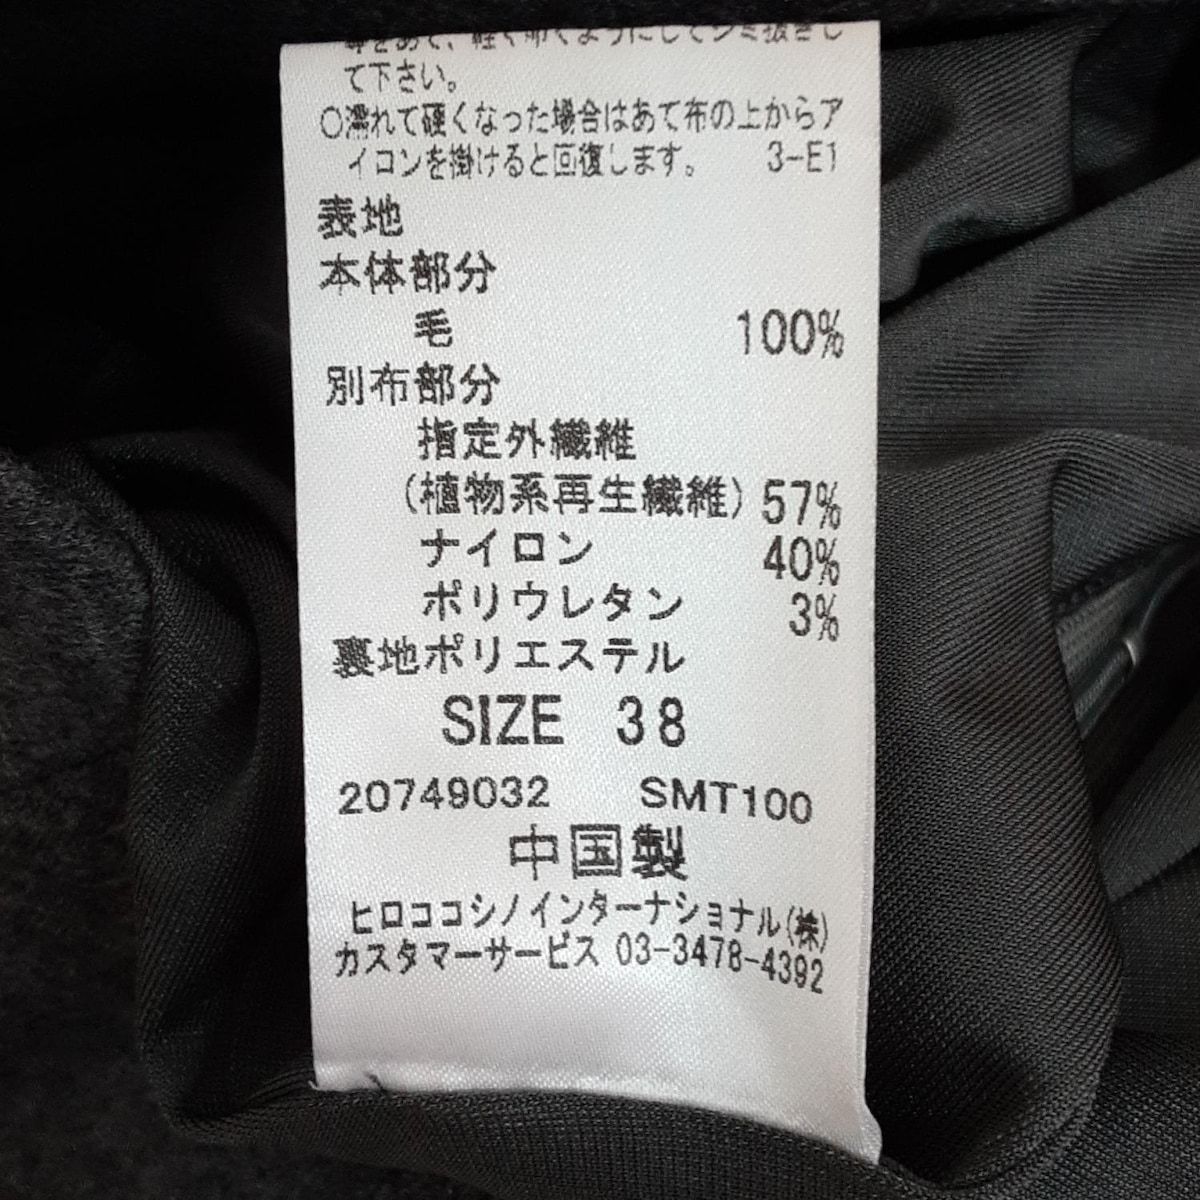 て下さい。
○濡れて硬くなった場合はあて布の上からア
イロンを掛けると回復します。 3-E1
表地
本体部分
毛 100%
別布部分
指定外繊維
(植物系再生繊維) 57%
ナイロン 40%
ポリウレタン 3%
裏地ポリエステル
SIZE 38
20749032 SMT100
中国製
ヒロココシノインターナショナル(株)
カスタマーサービス 03-3478-4392